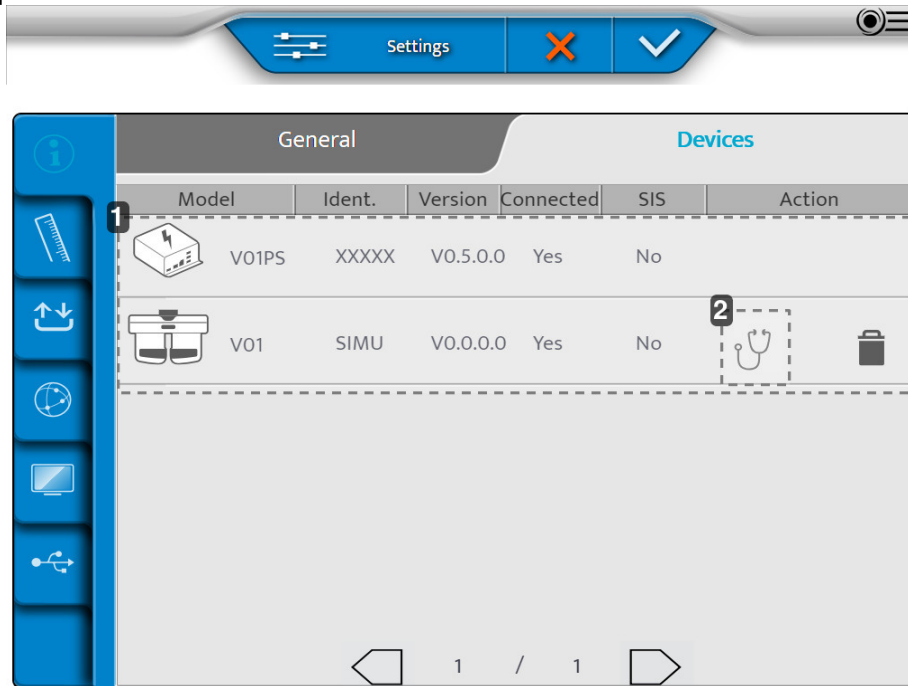 Settings
General Devices
Model Ident. Version Connected SIS Action
1
V01PS XXXXX V0.5.0.0 Yes No
2
V01 SIMU V0.0.0.0 Yes No
1 / 1